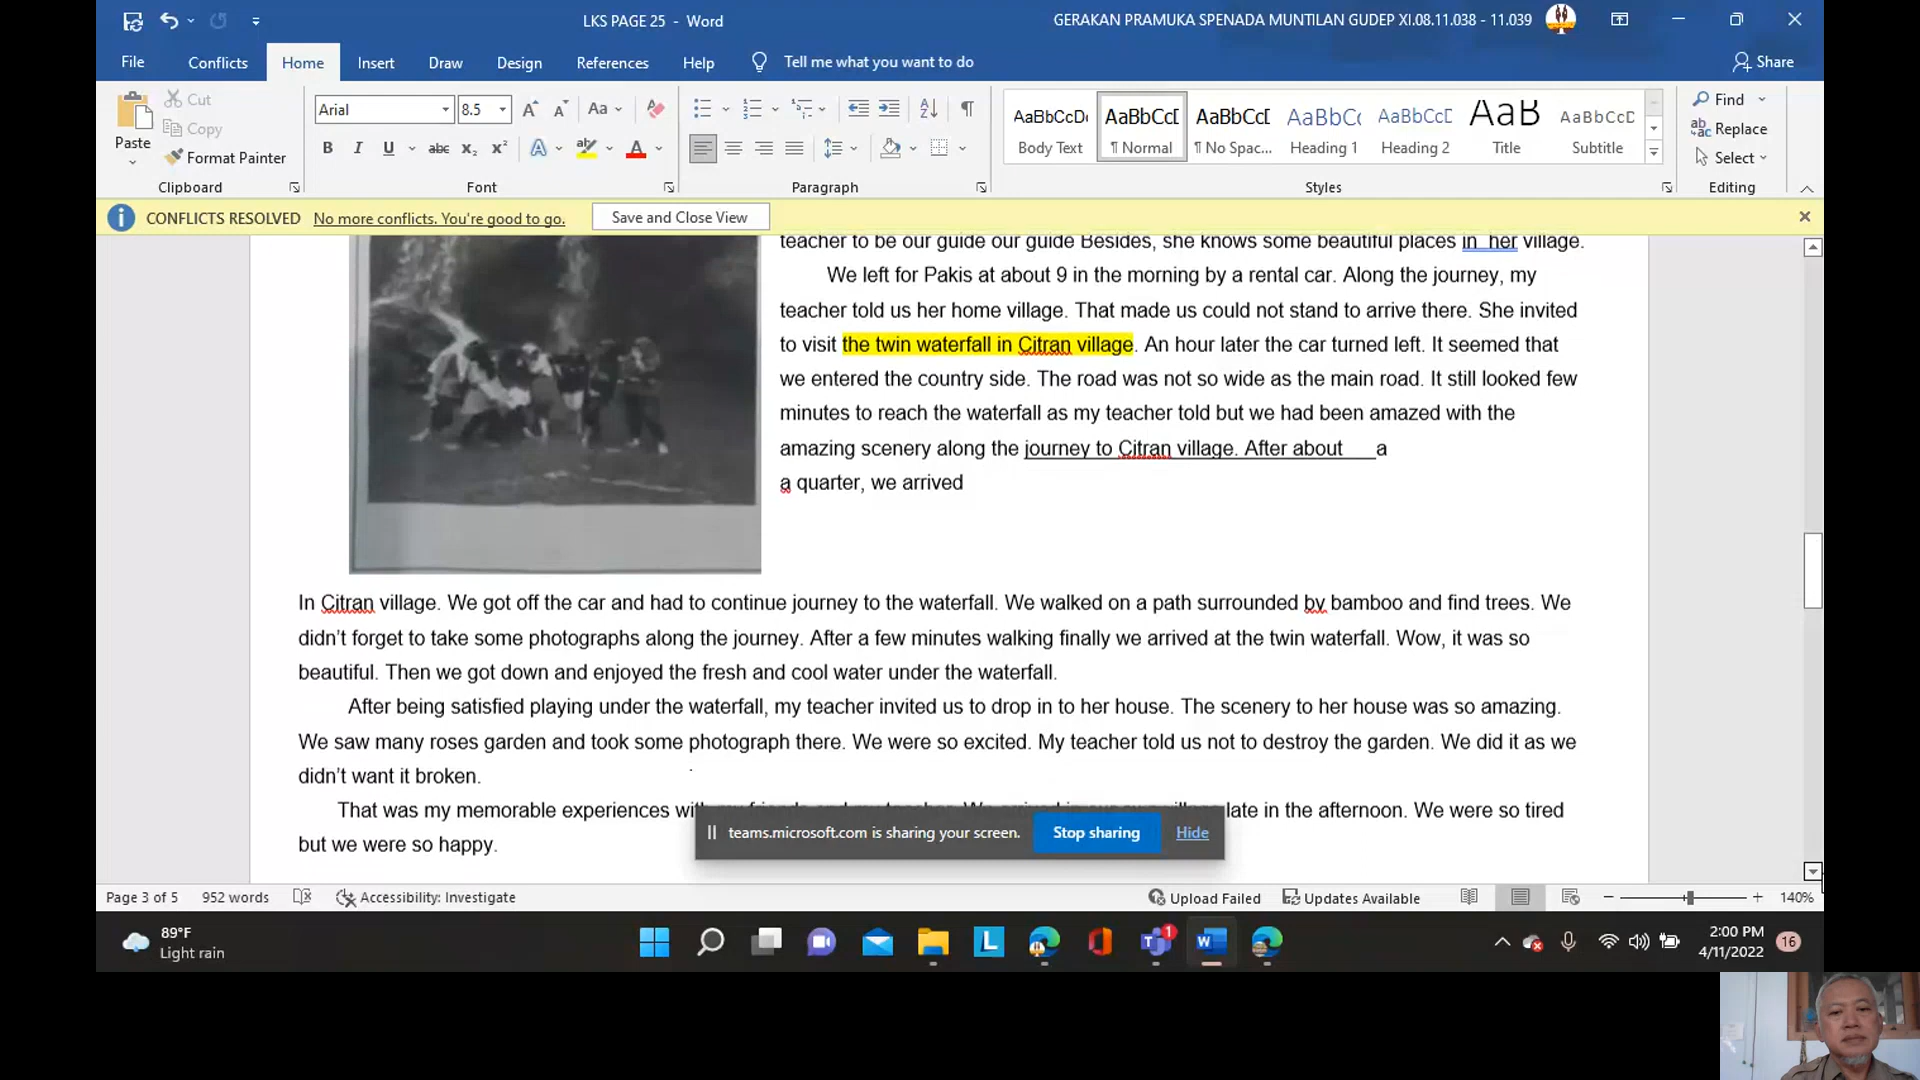 LKS PAGE 25 - Word
GERAKAN PRAMUKA SPENADA MUNTILAN GUDEP XI.08.11.038 - 11.039
File Conflicts Home Insert Draw Design References Help Tell me what you want to do Share
Paste
Cut
Copy
Format Painter
Clipboard
Arial 8.5
Font
Paragraph
AaBbCcDc AaBbCcD AaBbCcD AaBbCc AaBbCcD AaB AaBbCcD
Body Text ¶ Normal ¶ No Spac... Heading 1 Heading 2 Title Subtitle
Styles
Find
Replace
Select
Editing
CONFLICTS RESOLVED No more conflicts. You're good to go. Save and Close View
teacher to be our guide our guide Besides, she knows some beautiful places in her village.
We left for Pakis at about 9 in the morning by a rental car. Along the journey, my
teacher told us her home village. That made us could not stand to arrive there. She invited
to visit the twin waterfall in Citran village. An hour later the car turned left. It seemed that
we entered the country side. The road was not so wide as the main road. It still looked few
minutes to reach the waterfall as my teacher told but we had been amazed with the
amazing scenery along the journey to Citran village. After about ___a
a quarter, we arrived
In Citran village. We got off the car and had to continue journey to the waterfall. We walked on a path surrounded by bamboo and find trees. We
didn't forget to take some photographs along the journey. After a few minutes walking finally we arrived at the twin waterfall. Wow, it was so
beautiful. Then we got down and enjoyed the fresh and cool water under the waterfall.
After being satisfied playing under the waterfall, my teacher invited us to drop in to her house. The scenery to her house was so amazing.
We saw many roses garden and took some photograph there. We were so excited. My teacher told us not to destroy the garden. We did it as we
didn't want it broken.
That was my memorable experiences late in the afternoon. We were so tired
but we were so happy.
teams.microsoft.com is sharing your screen. Stop sharing Hide
Page 3 of 5 952 words Accessibility: Investigate Upload Failed Updates Available 140%
89°F
Light rain
2:00 PM
4/11/2022
16